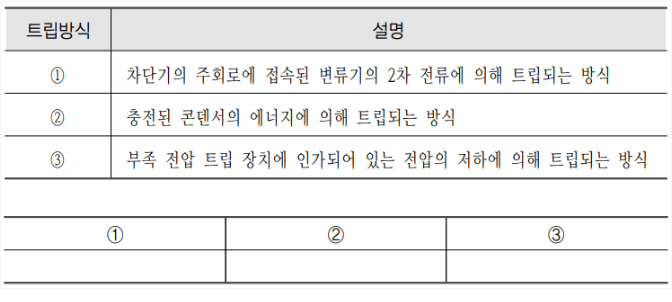 트립방식 설명
① 차단기의 주회로에 접속된 변류기의 2차 전류에 의해 트립되는 방식
② 충전된 콘덴서의 에너지에 의해 트립되는 방식
③ 부족 전압 트립 장치에 인가되어 있는 전압의 저하에 의해 트립되는 방식
① ② ③